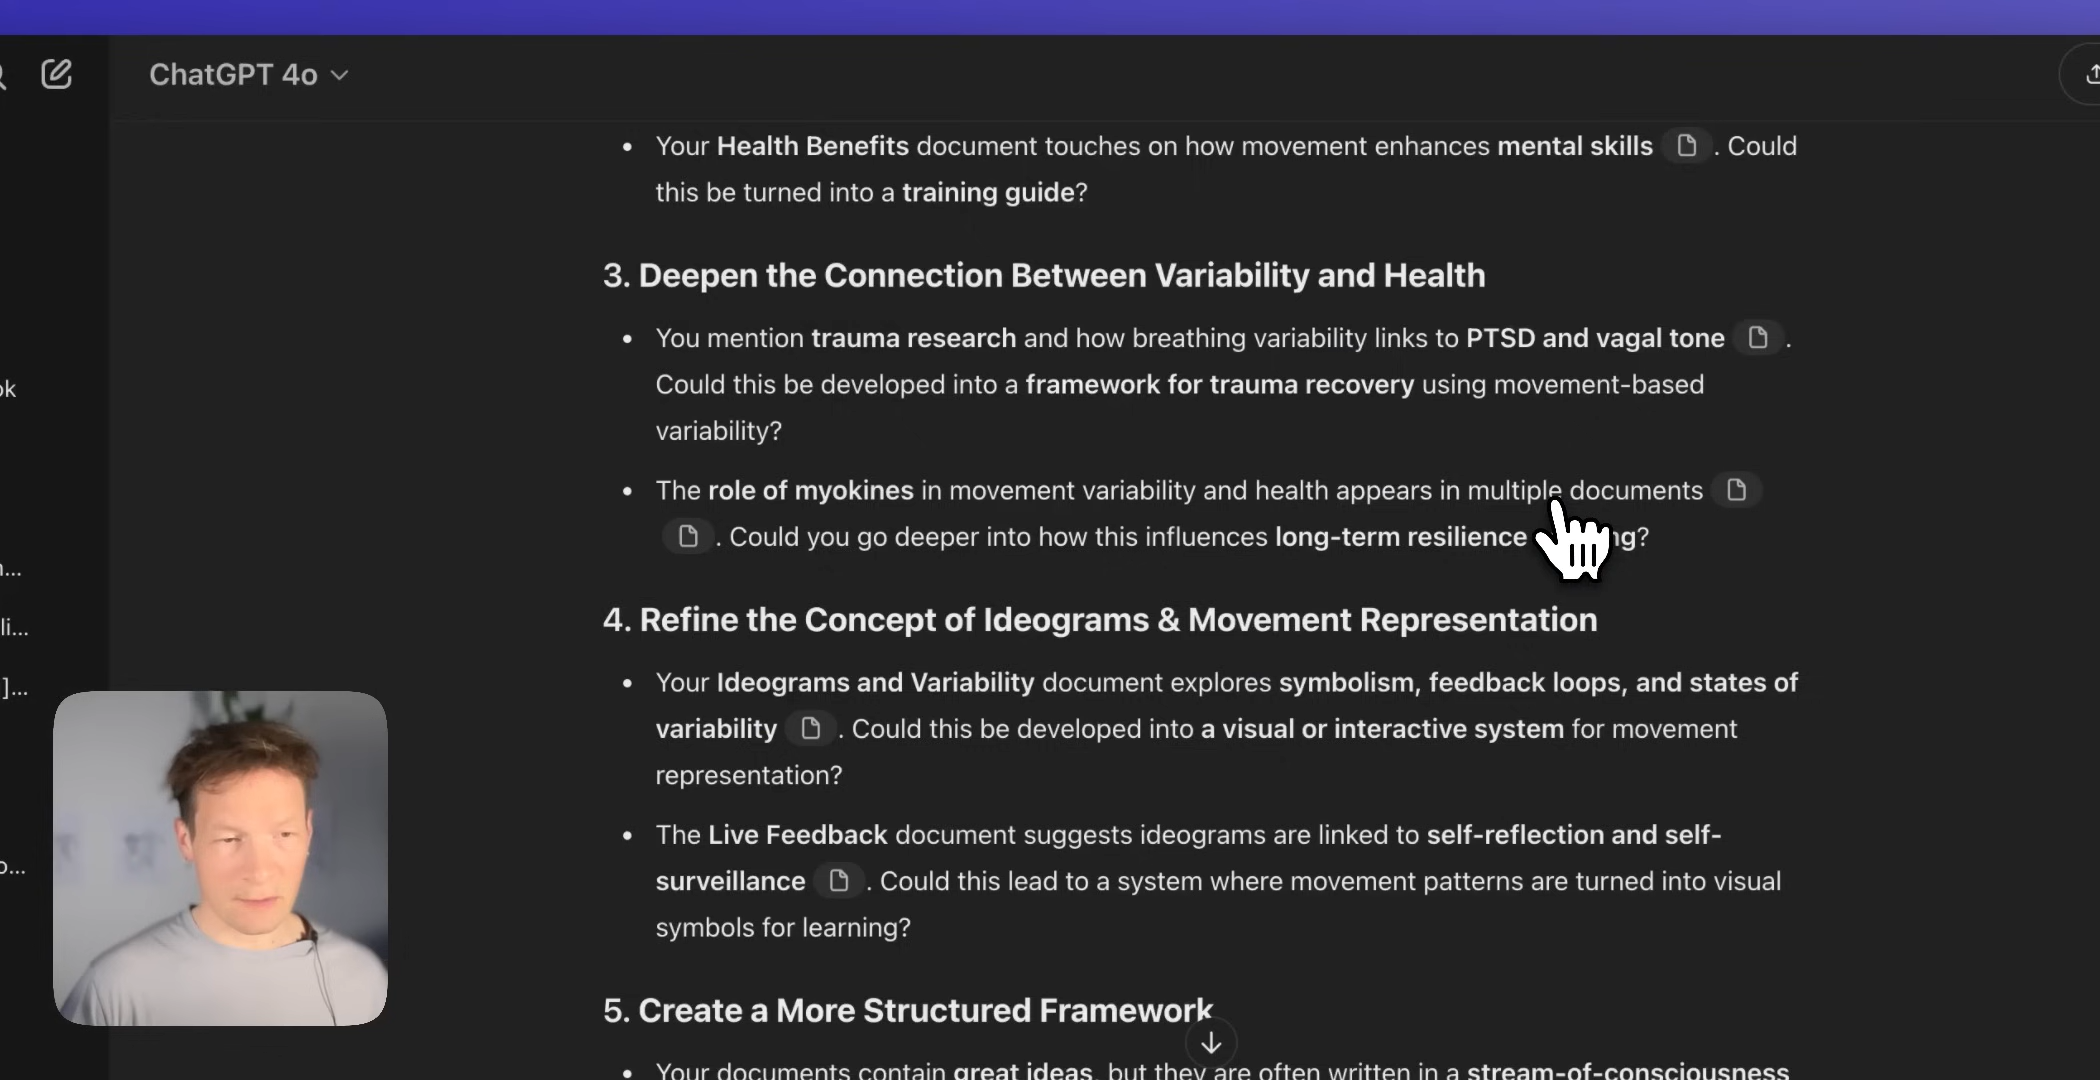 ChatGPT 4o
Your Health Benefits document touches on how movement enhances mental skills . Could
this be turned into a training guide?
3. Deepen the Connection Between Variability and Health
You mention trauma research and how breathing variability links to PTSD and vagal tone .
Could this be developed into a framework for trauma recovery using movement-based
variability?
ok
The role of myokines in movement variability and health appears in multiple documents
. Could you go deeper into how this influences long-term resilience
n...
4. Refine the Concept of Ideograms & Movement Representation
li...
Your Ideograms and Variability document explores symbolism, feedback loops, and states of
]...
variability . Could this be developed into a visual or interactive system for movement
representation?
The Live Feedback document suggests ideograms are linked to self-reflection and self-
surveillance . Could this lead to a system where movement patterns are turned into visual
o...
symbols for learning?
5. Create a More Structured Framework
Your documents contain great ideas, but they are often written in a stream-of-consciousness